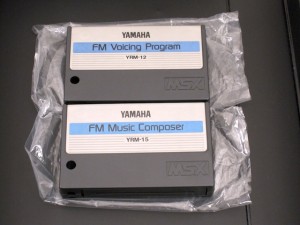 YAMAHA
FM Voicing Program
YRM-12
MSX
YAMAHA
FM Music Composer
YRM-15
MSX